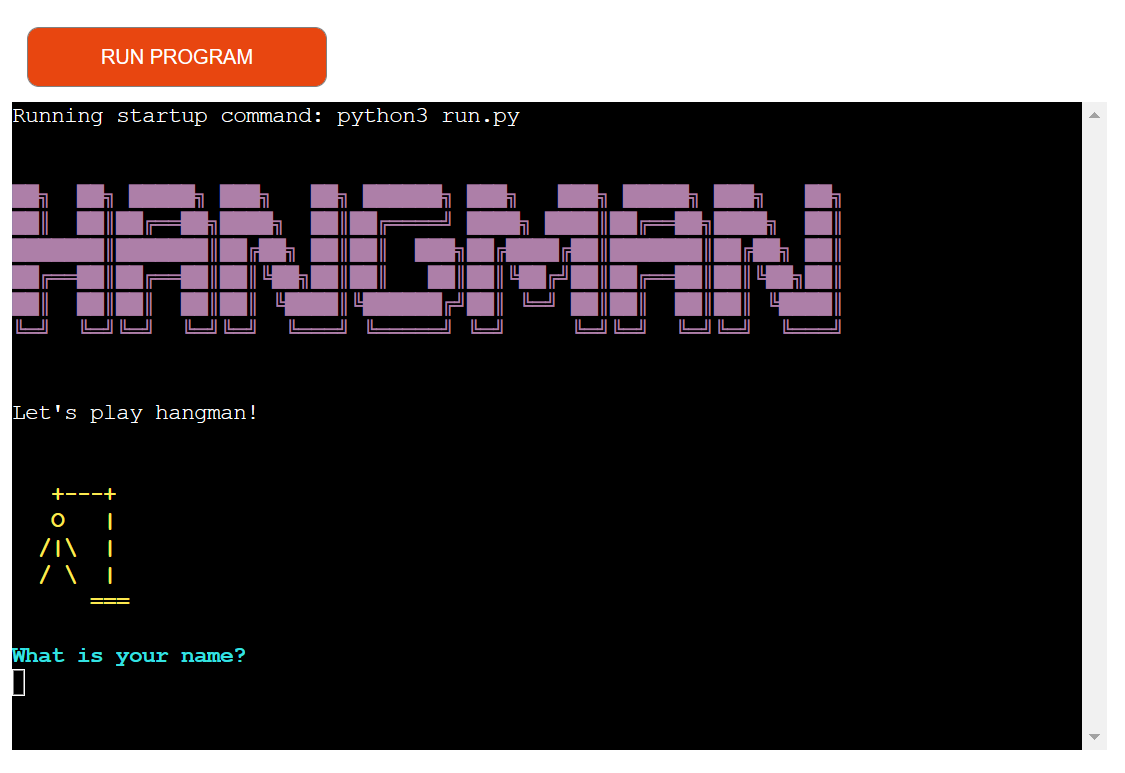 RUN PROGRAM
Running startup command: python3 run.py
HANGMAN
Let's play hangman!
+---+
O   |
/|\  |
/ \  |
===
What is your name?